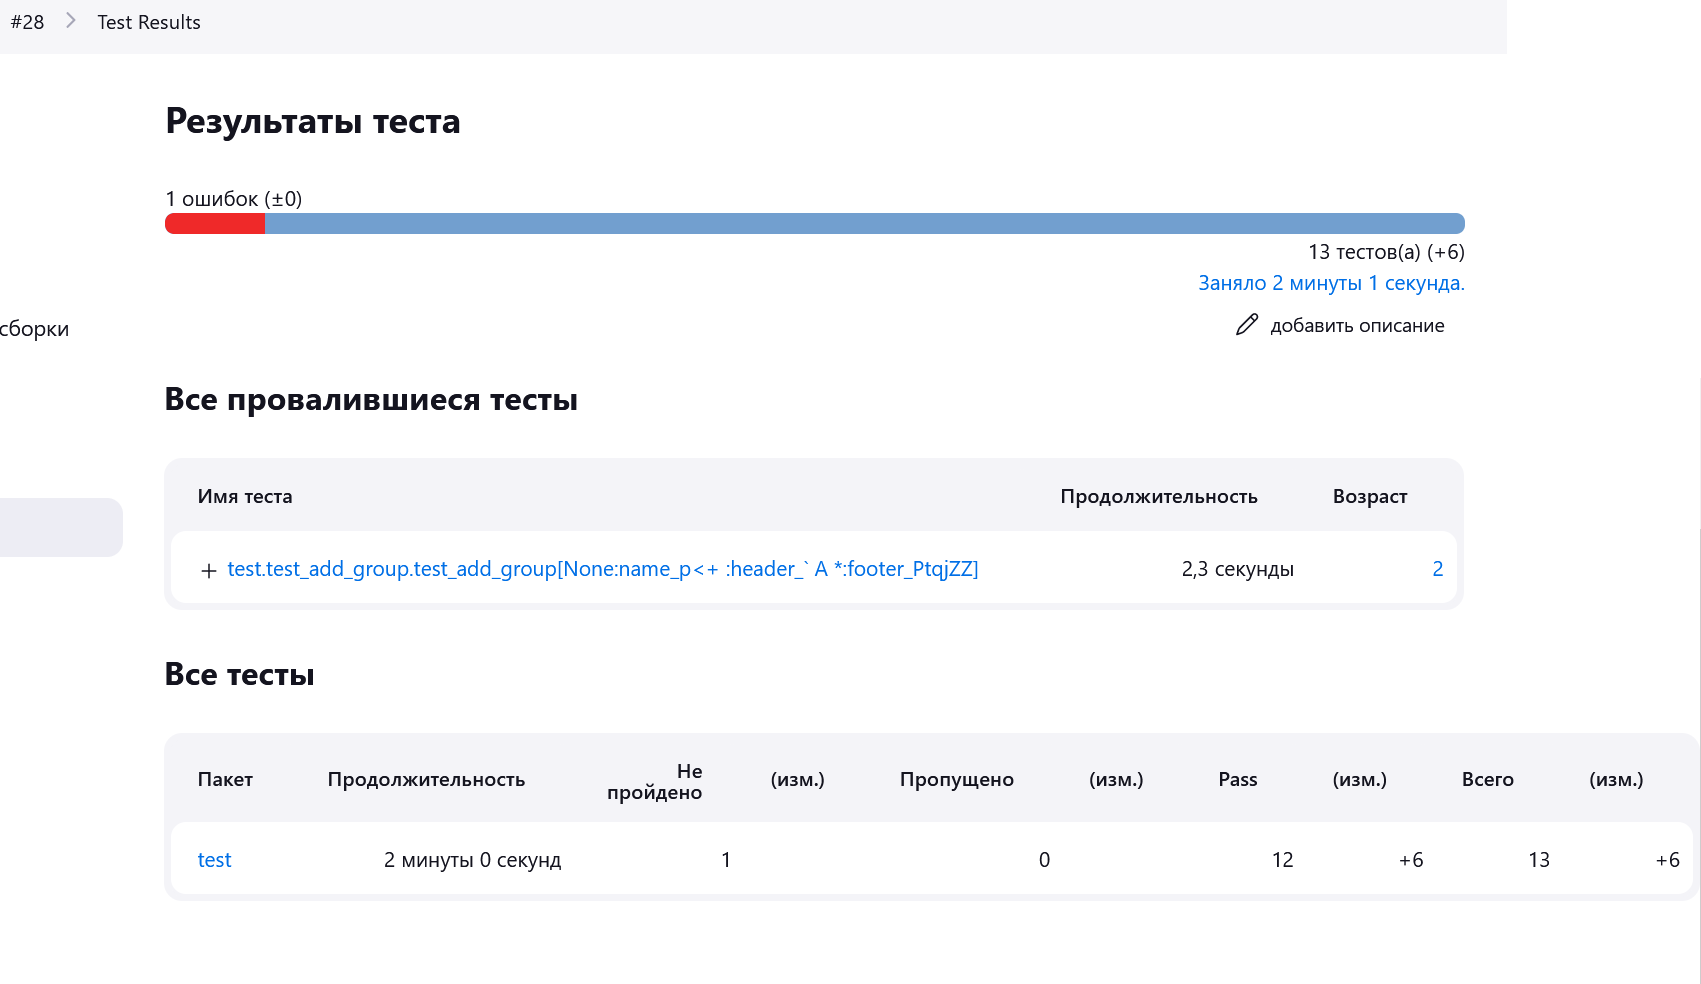 #28 Test Results
Результаты теста
1 ошибок (±0)
13 тестов(а) (+6)
Заняло 2 минуты 1 секунда.
добавить описание
сборки
Все провалившиеся тесты
Имя теста Продолжительность Возраст
test.test_add_group.test_add_group[None:name_p<+ :header_` A *:footer_PtqjZZ] 2,3 секунды 2
Все тесты
Пакет Продолжительность Не пройдено (изм.) Пропущено (изм.) Pass (изм.) Всего (изм.)
test 2 минуты 0 секунд 1 0 12 +6 13 +6